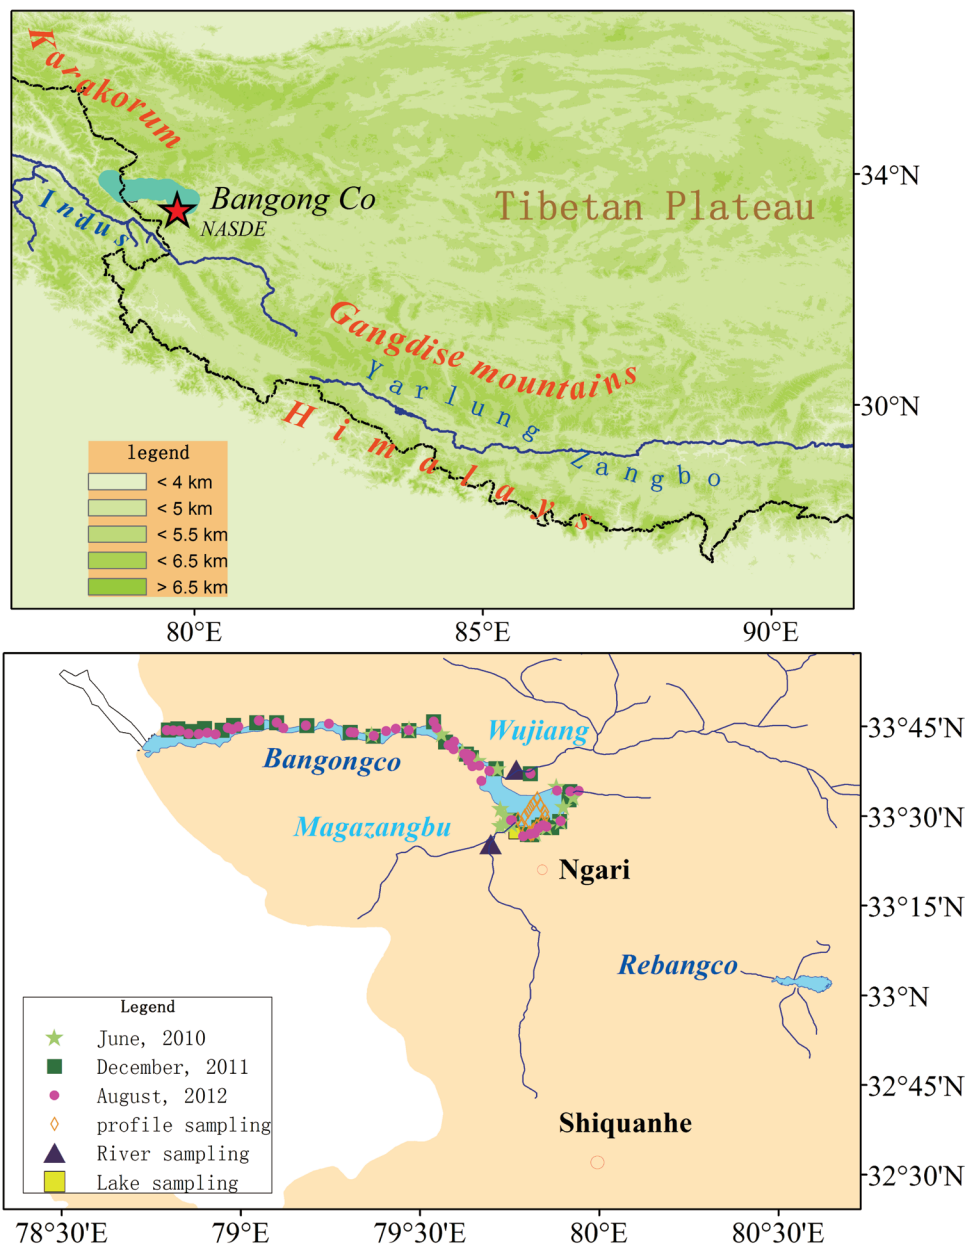 Karakorum
34°N
Indus
Bangong Co
NASDE
Tibetan Plateau
Gangdise mountains
Yarlung Zangbo
30°N
Himalays
legend
< 4 km
< 5 km
< 5.5 km
< 6.5 km
> 6.5 km
80°E
85°E
90°E
Wujiang
33°45'N
Bangongco
Magazangbu
33°30'N
Ngari
33°15'N
Rebangco
33°N
Legend
June, 2010
December, 2011
August, 2012
profile sampling
River sampling
Lake sampling
32°45'N
Shiquanhe
32°30'N
78°30'E
79°E
79°30'E
80°E
80°30'E